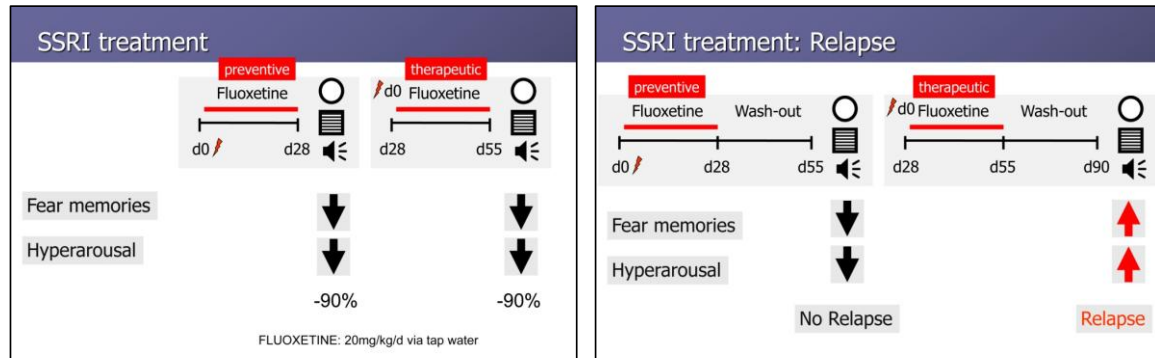 SSRI treatment
preventive
therapeutic
Fluoxetine
d0 Fluoxetine
d0 d28
d28 d55
Fear memories
Hyperarousal
-90% -90%
FLUOXETINE: 20mg/kg/d via tap water
SSRI treatment: Relapse
preventive
therapeutic
Fluoxetine Wash-out
d0 Fluoxetine Wash-out
d0 d28 d55
d28 d55 d90
Fear memories
Hyperarousal
No Relapse
Relapse